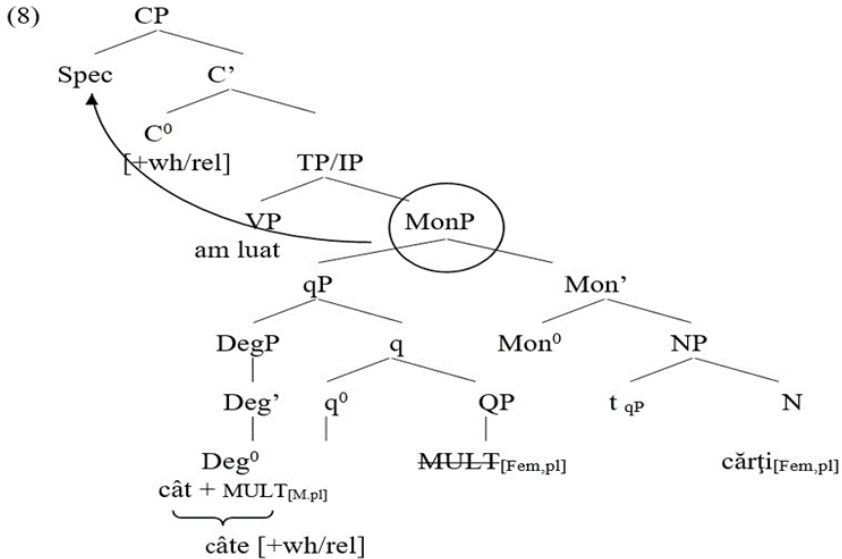 (8) CP
Spec C’
C⁰
[+wh/rel] TP/IP
VP MonP
am luat
qP Mon’
DegP q Mon⁰ NP
Deg’ q⁰ QP t qP N
Deg⁰ MULT[Fem,pl] cărţi[Fem,pl]
cât + MULT[M.pl]
câte [+wh/rel]